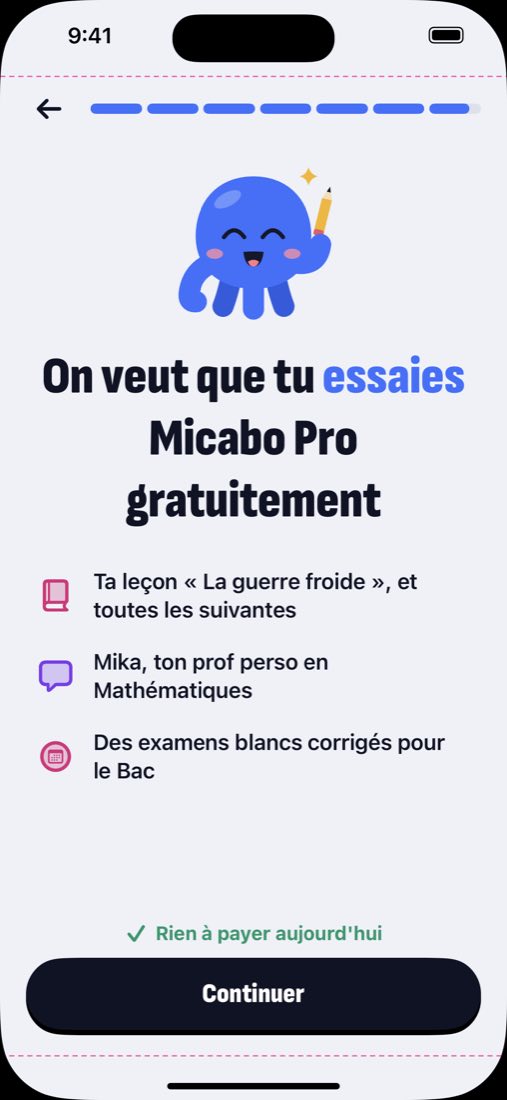 9:41
On veut que tu essaies
Micabo Pro
gratuitement
Ta leçon « La guerre froide », et
toutes les suivantes
Mika, ton prof perso en
Mathématiques
Des examens blancs corrigés pour
le Bac
Rien à payer aujourd'hui
Continuer